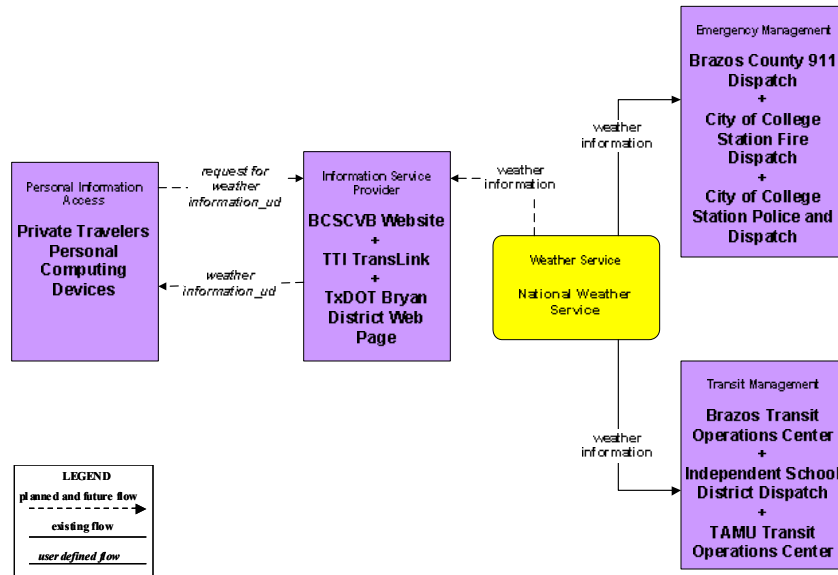 Personal Information
Access
Private Travelers
Personal
Computing
Devices
request for
weather
information_ud
weather
information_ud
Information Service
Provider
BCSCVB Website
+
TTI TransLink
+
TxDOT Bryan
District Web
Page
weather
information
Weather Service
National Weather
Service
weather
information
Emergency Management
Brazos County 911
Dispatch
+
City of College
Station Fire
Dispatch
+
City of College
Station Police and
Dispatch
weather
information
Transit Management
Brazos Transit
Operations Center
+
Independent School
District Dispatch
+
TAMU Transit
Operations Center
LEGEND
planned and future flow
existing flow
user defined flow